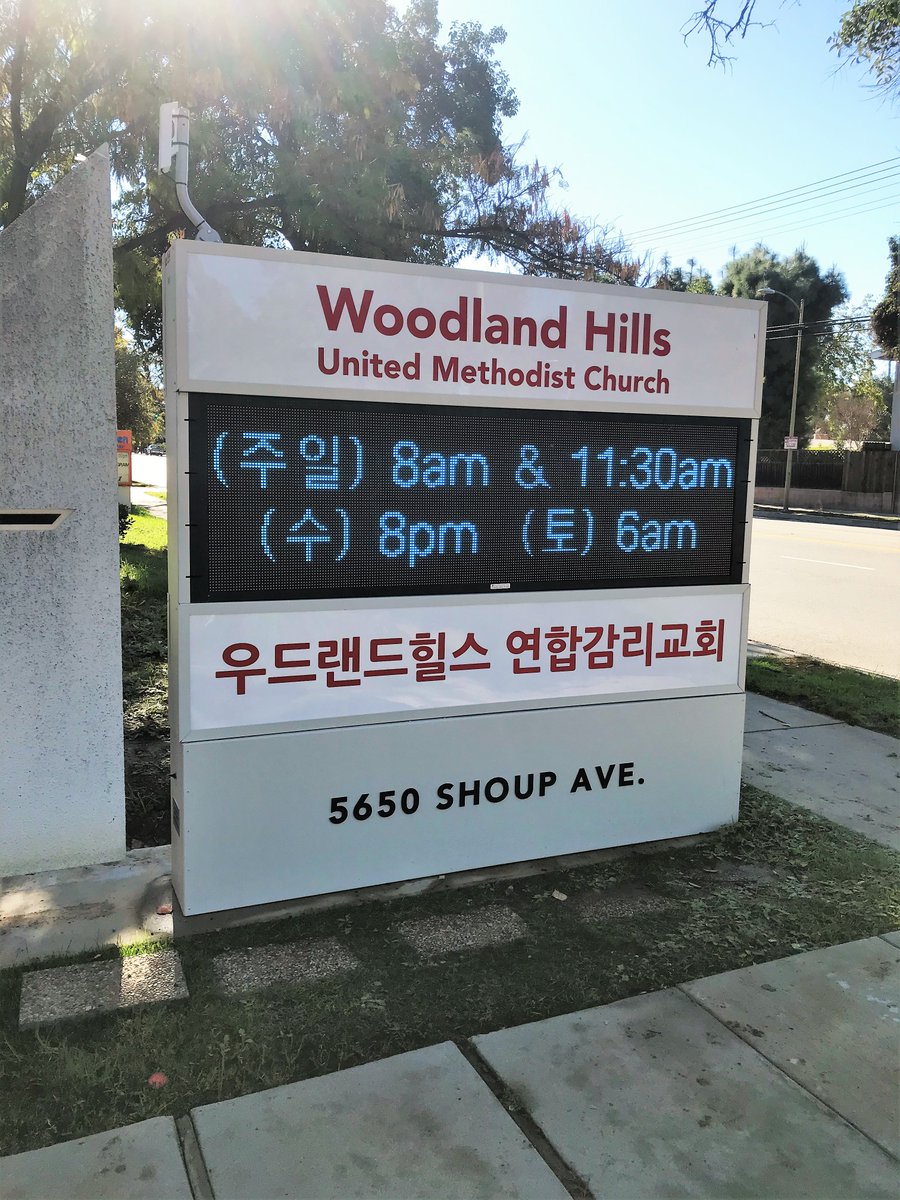 Woodland Hills
United Methodist Church
(주일) 8am & 11:30am
(수) 8pm (토) 6am
우드랜드힐스 연합감리교회
5650 SHOUP AVE.